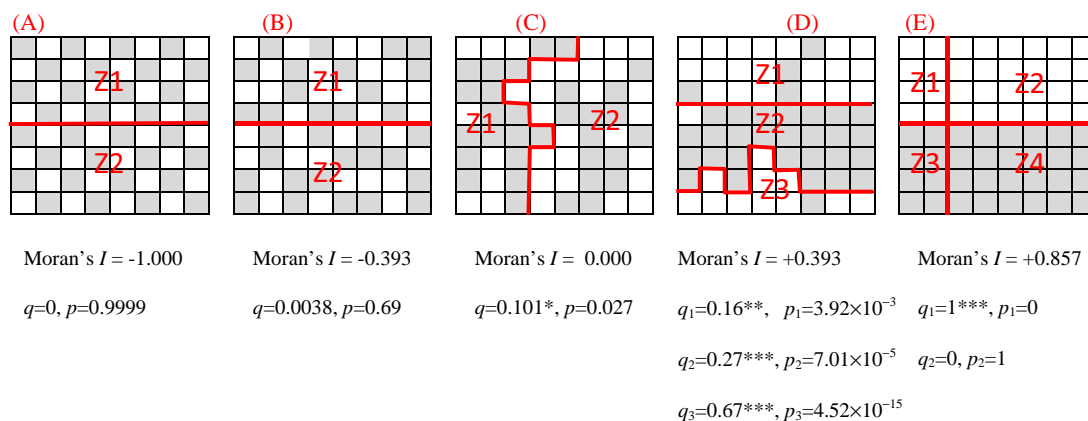 (A) (B) (C) (D) (E)
Z1 Z1 Z1 Z1 Z2
Z1 Z2 Z2
Z2 Z2 Z3 Z3 Z4
Moran's I = -1.000 Moran's I = -0.393 Moran's I = 0.000 Moran's I = +0.393 Moran's I = +0.857
q=0, p=0.9999 q=0.0038, p=0.69 q=0.101*, p=0.027 q₁=0.16**, p₁=3.92×10⁻³ q₁=1***, p₁=0
q₂=0.27***, p₂=7.01×10⁻⁵ q₂=0, p₂=1
q₃=0.67***, p₃=4.52×10⁻¹⁵